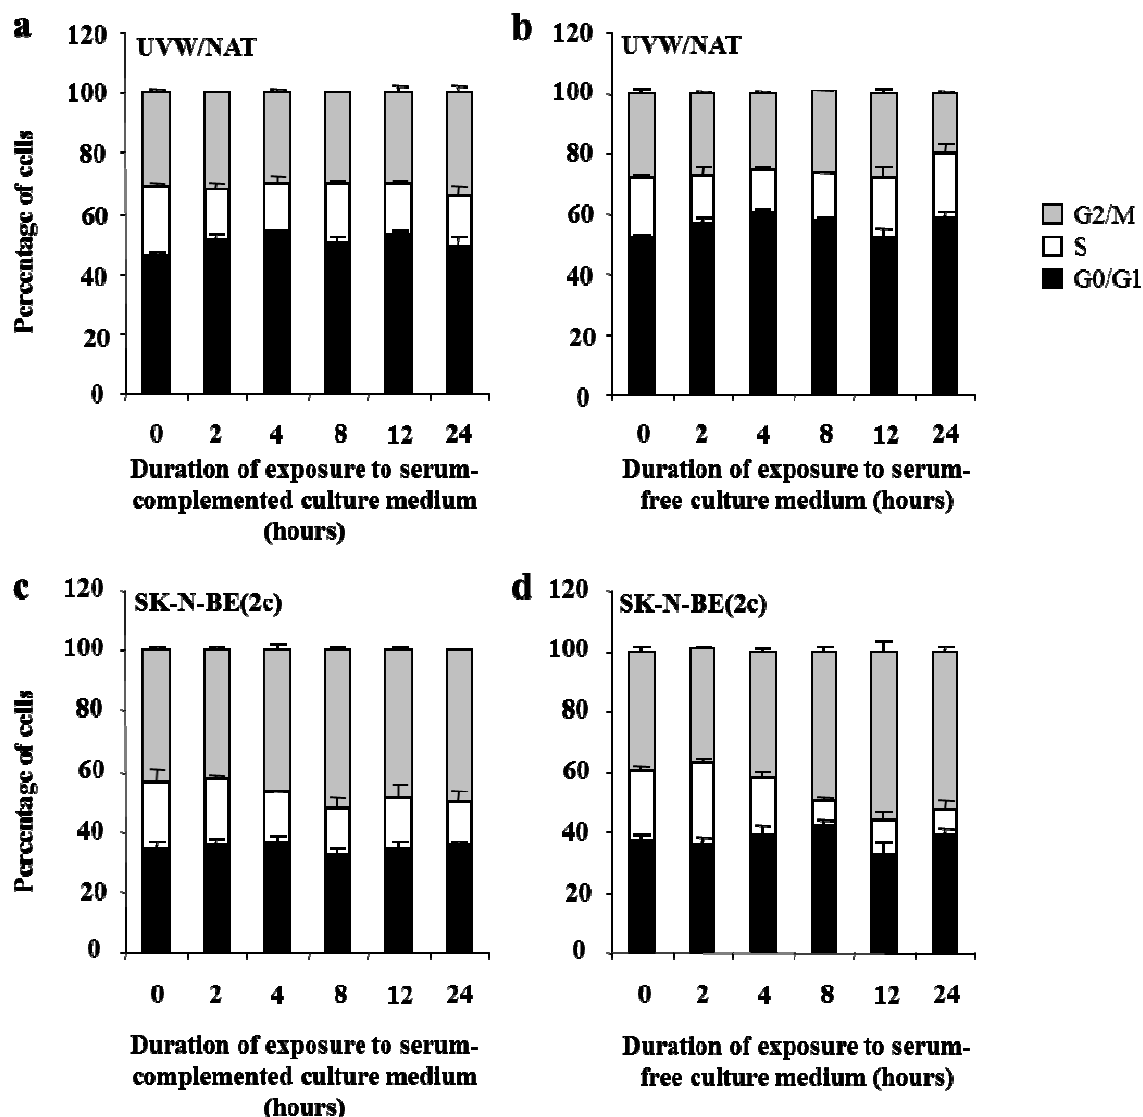 a
UVW/NAT
120
100
80
60
40
20
0
Percentage of cells
0 2 4 8 12 24
Duration of exposure to serum-
complemented culture medium
(hours)
b
UVW/NAT
120
100
80
60
40
20
0
0 2 4 8 12 24
Duration of exposure to serum-
free culture medium (hours)
G2/M
S
G0/G1
c
SK-N-BE(2c)
120
100
80
60
40
20
0
Percentage of cells
0 2 4 8 12 24
Duration of exposure to serum-
complemented culture medium
(hours)
d
SK-N-BE(2c)
120
100
80
60
40
20
0
0 2 4 8 12 24
Duration of exposure to serum-
free culture medium (hours)